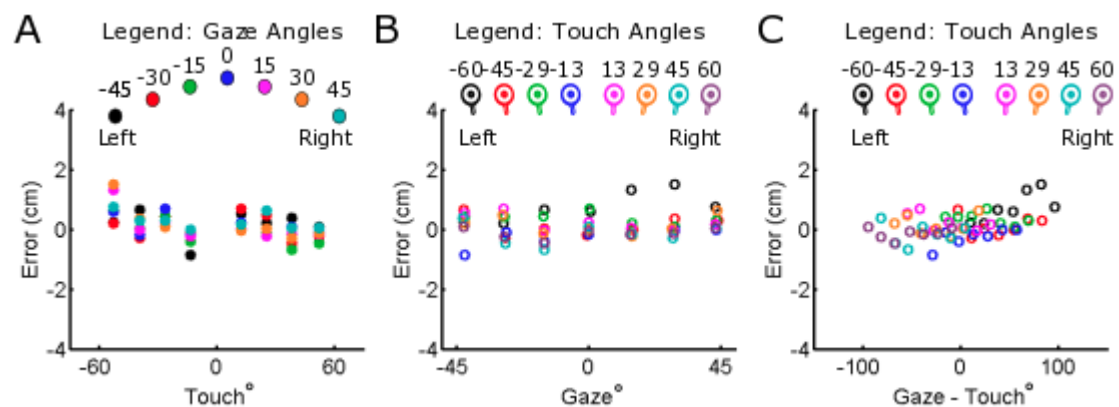 A
Legend: Gaze Angles
-45 -30 -15 0 15 30 45
Left Right
4
2
0
-2
-4
Error (cm)
-60 0 60
Touch°
B
Legend: Touch Angles
-60 -45 -29 -13 13 29 45 60
Left Right
4
2
0
-2
-4
Error (cm)
-45 0 45
Gaze°
C
Legend: Touch Angles
-60 -45 -29 -13 13 29 45 60
Left Right
4
2
0
-2
-4
Error (cm)
-100 0 100
Gaze - Touch°